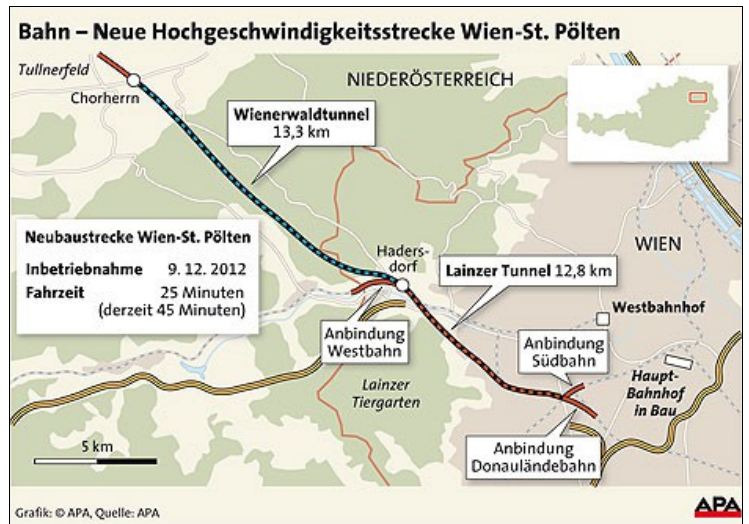 Bahn – Neue Hochgeschwindigkeitsstrecke Wien-St. Pölten
Tullnerfeld
Chorherrn
NIEDERÖSTERREICH
Wienerwaldtunnel
13,3 km
Neubaustrecke Wien-St. Pölten
Inbetriebnahme 9. 12. 2012
Fahrzeit 25 Minuten
(derzeit 45 Minuten)
Haders-
dorf
WIEN
Lainzer Tunnel 12,8 km
Westbahnhof
Anbindung
Westbahn
Anbindung
Südbahn
Haupt-
Bahnhof
in Bau
Lainzer
Tiergarten
Anbindung
Donauländebahn
5 km
Grafik: © APA, Quelle: APA
APA